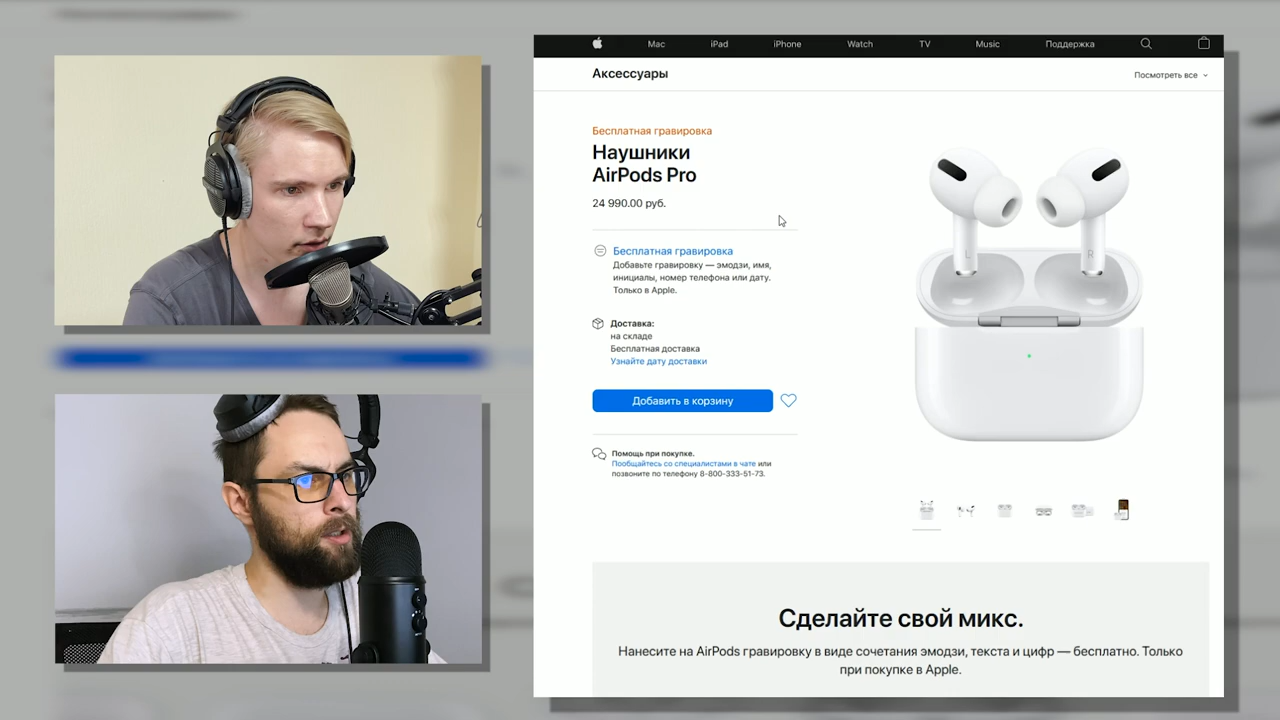 Mac iPad iPhone Watch TV Music Поддержка
Аксессуары
Посмотреть все
Бесплатная гравировка
Наушники
AirPods Pro
24 990.00 руб.
Бесплатная гравировка
Добавьте гравировку — эмодзи, имя,
инициалы, номер телефона или дату.
Только в Apple.
Доставка:
на складе
Бесплатная доставка
Узнайте дату доставки
Добавить в корзину
Помощь при покупке.
Пообщайтесь со специалистами в чате или
позвоните по телефону 8-800-333-51-73.
L
R
Сделайте свой микс.
Нанесите на AirPods гравировку в виде сочетания эмодзи, текста и цифр — бесплатно. Только
при покупке в Apple.